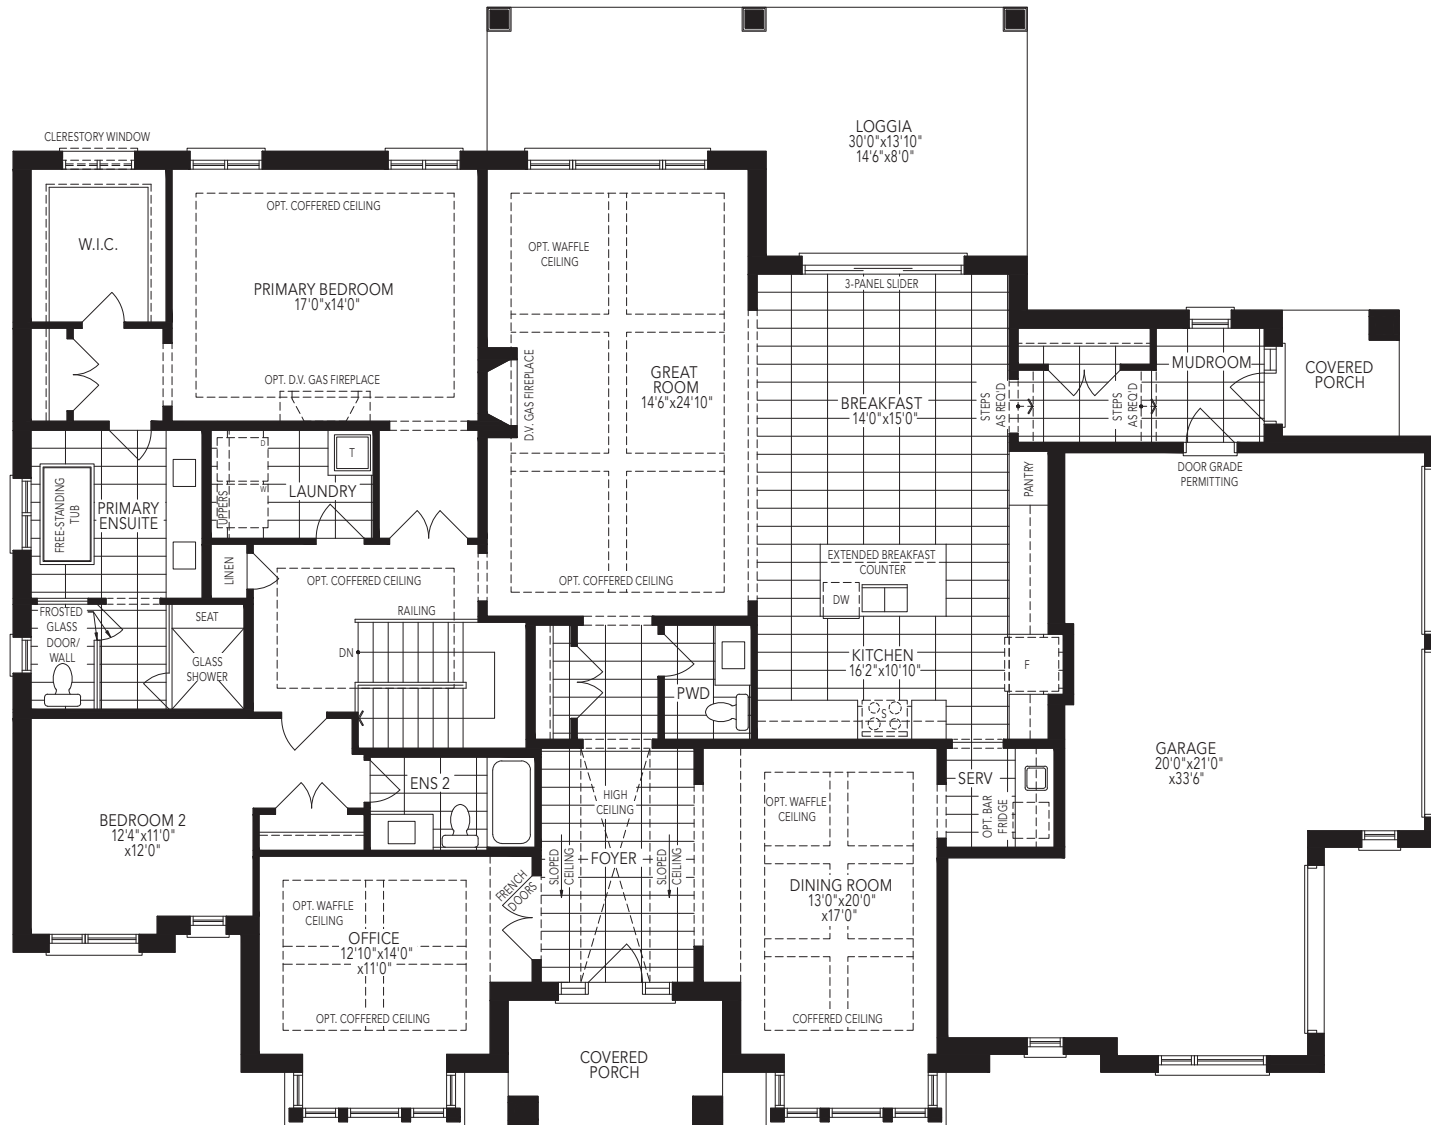 LOGGIA
30'0"x13'10"
14'6"x8'0"
CLERESTORY WINDOW
OPT. COFFERED CEILING
W.I.C.
PRIMARY BEDROOM
17'0"x14'0"
OPT. D.V. GAS FIREPLACE
OPT. WAFFLE
CEILING
GREAT
ROOM
14'6"x24'10"
D.V. GAS FIREPLACE
OPT. COFFERED CEILING
3-PANEL SLIDER
BREAKFAST
14'0"x15'0"
STEPS
AS REQ'D
STEPS
AS REQ'D
MUDROOM
COVERED
PORCH
DOOR GRADE
PERMITTING
PANTRY
FREE-STANDING
TUB
PRIMARY
ENSUITE
UPPERS
D
W
LAUNDRY
T
LINEN
OPT. COFFERED CEILING
RAILING
DN
FROSTED
GLASS
DOOR/
WALL
SEAT
GLASS
SHOWER
EXTENDED BREAKFAST
COUNTER
DW
KITCHEN
16'2"x10'10"
F
S
PWD
GARAGE
20'0"x21'0"
x33'6"
BEDROOM 2
12'4"x11'0"
x12'0"
ENS 2
HIGH
CEILING
SLOPED
CEILING
FOYER
SLOPED
CEILING
FRENCH
DOORS
OPT. WAFFLE
CEILING
OFFICE
12'10"x14'0"
x11'0"
OPT. COFFERED CEILING
OPT. WAFFLE
CEILING
DINING ROOM
13'0"x20'0"
x17'0"
COFFERED CEILING
SERV
OPT. BAR
FRIDGE
COVERED
PORCH